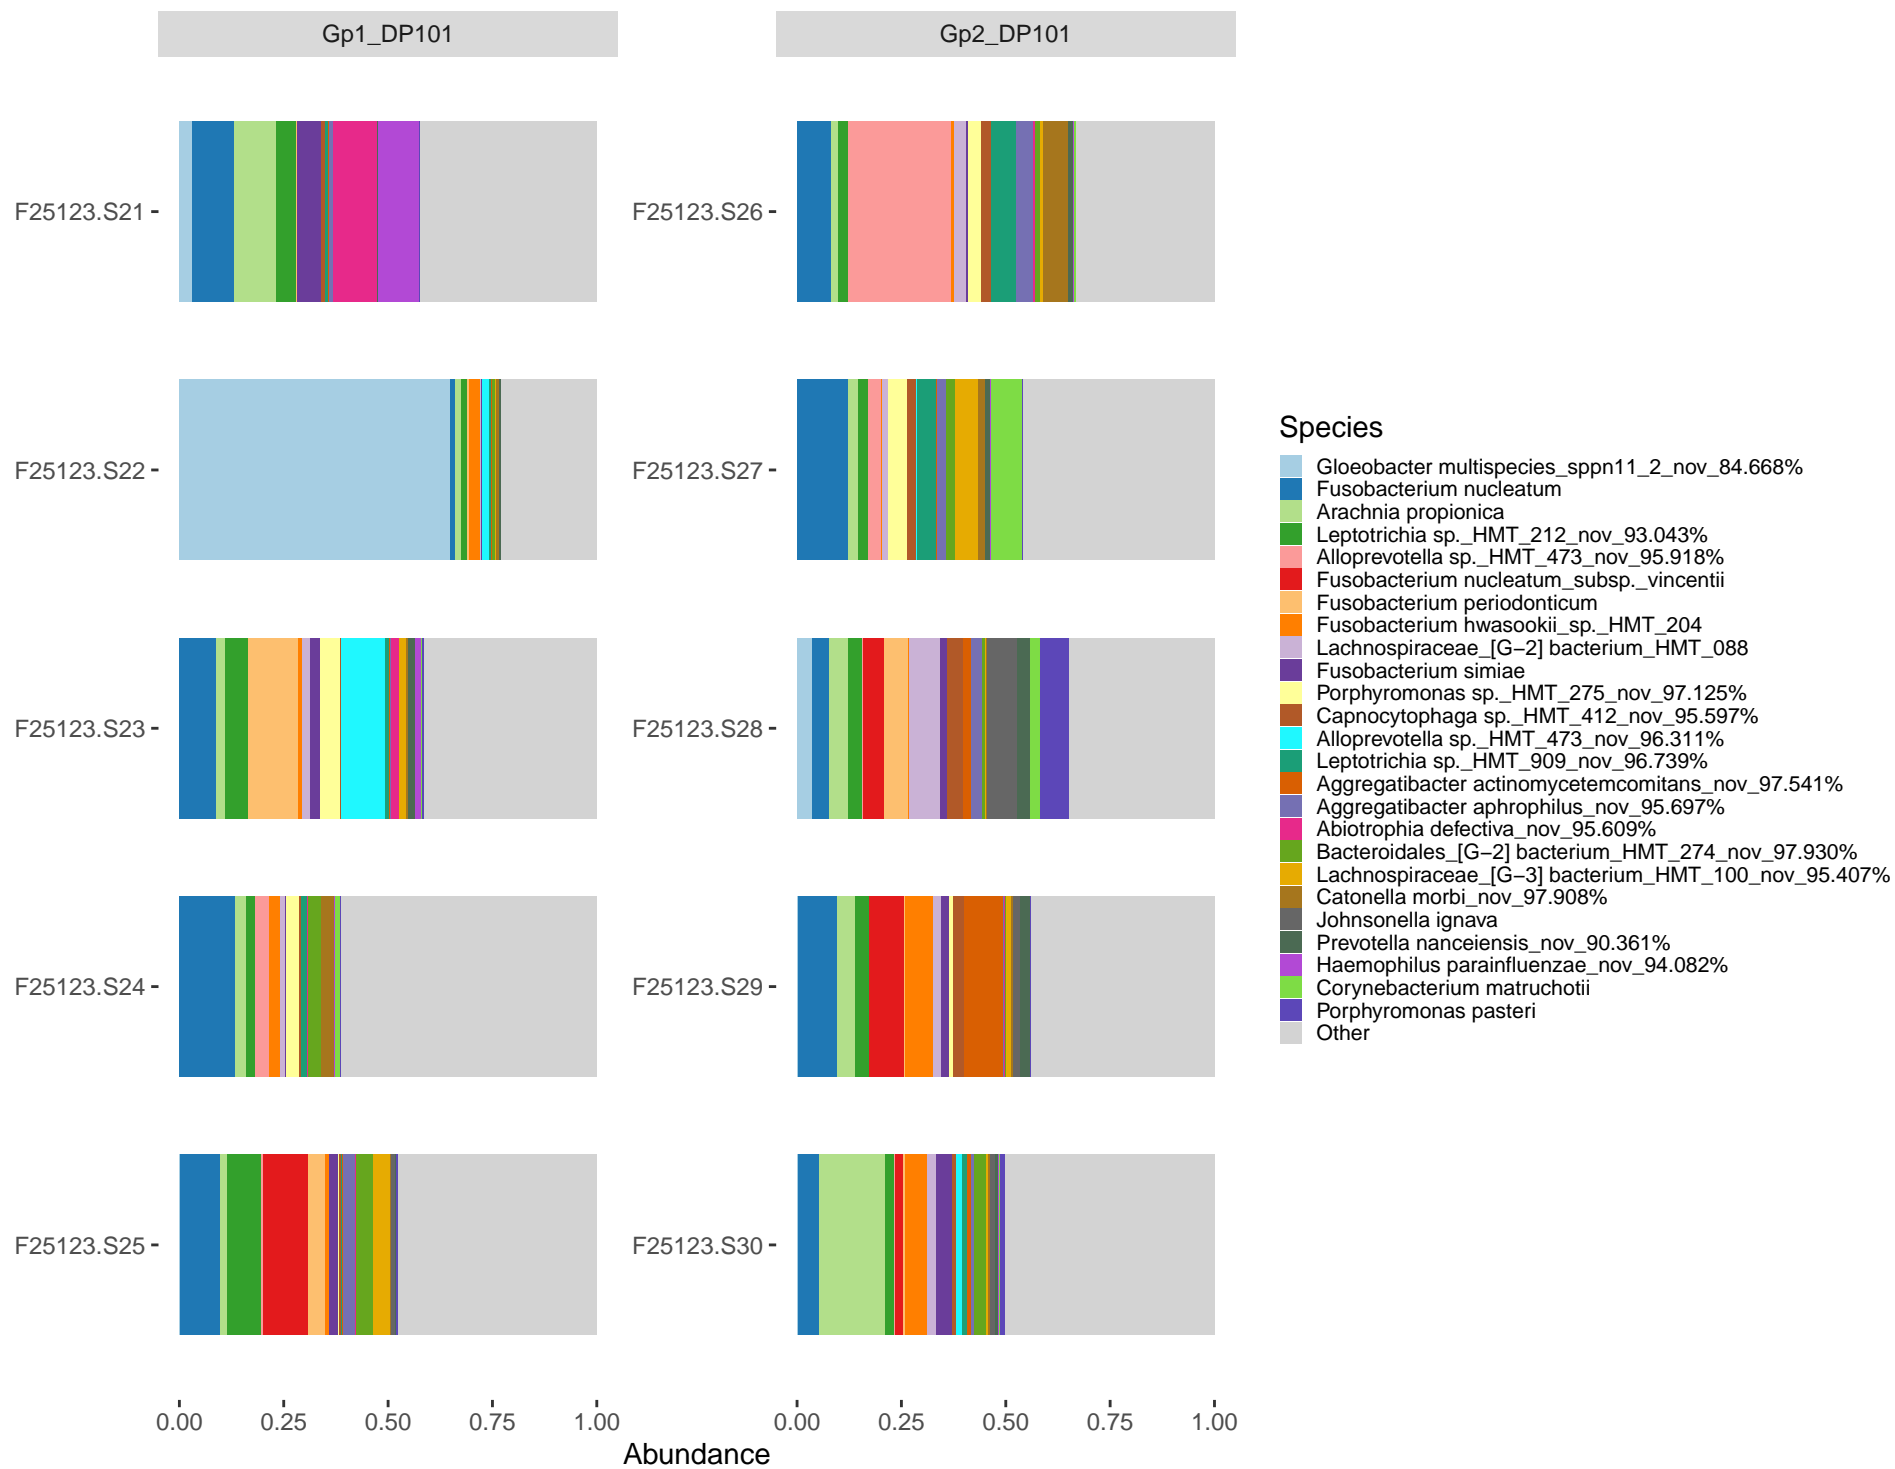 Gp1_DP101
Gp2_DP101
F25123.S21
F25123.S26
F25123.S22
F25123.S27
F25123.S23
F25123.S28
F25123.S24
F25123.S29
F25123.S25
F25123.S30
0.00 0.25 0.50 0.75 1.00
0.00 0.25 0.50 0.75 1.00
Abundance
Species
Gloeobacter multispecies_sppn11_2_nov_84.668%
Fusobacterium nucleatum
Arachnia propionica
Leptotrichia sp._HMT_212_nov_93.043%
Alloprevotella sp._HMT_473_nov_95.918%
Fusobacterium nucleatum_subsp._vincentii
Fusobacterium periodonticum
Fusobacterium hwasookii_sp._HMT_204
Lachnospiraceae_[G−2] bacterium_HMT_088
Fusobacterium simiae
Porphyromonas sp._HMT_275_nov_97.125%
Capnocytophaga sp._HMT_412_nov_95.597%
Alloprevotella sp._HMT_473_nov_96.311%
Leptotrichia sp._HMT_909_nov_96.739%
Aggregatibacter actinomycetemcomitans_nov_97.541%
Aggregatibacter aphrophilus_nov_95.697%
Abiotrophia defectiva_nov_95.609%
Bacteroidales_[G−2] bacterium_HMT_274_nov_97.930%
Lachnospiraceae_[G−3] bacterium_HMT_100_nov_95.407%
Catonella morbi_nov_97.908%
Johnsonella ignava
Prevotella nanceiensis_nov_90.361%
Haemophilus parainfluenzae_nov_94.082%
Corynebacterium matruchotii
Porphyromonas pasteri
Other